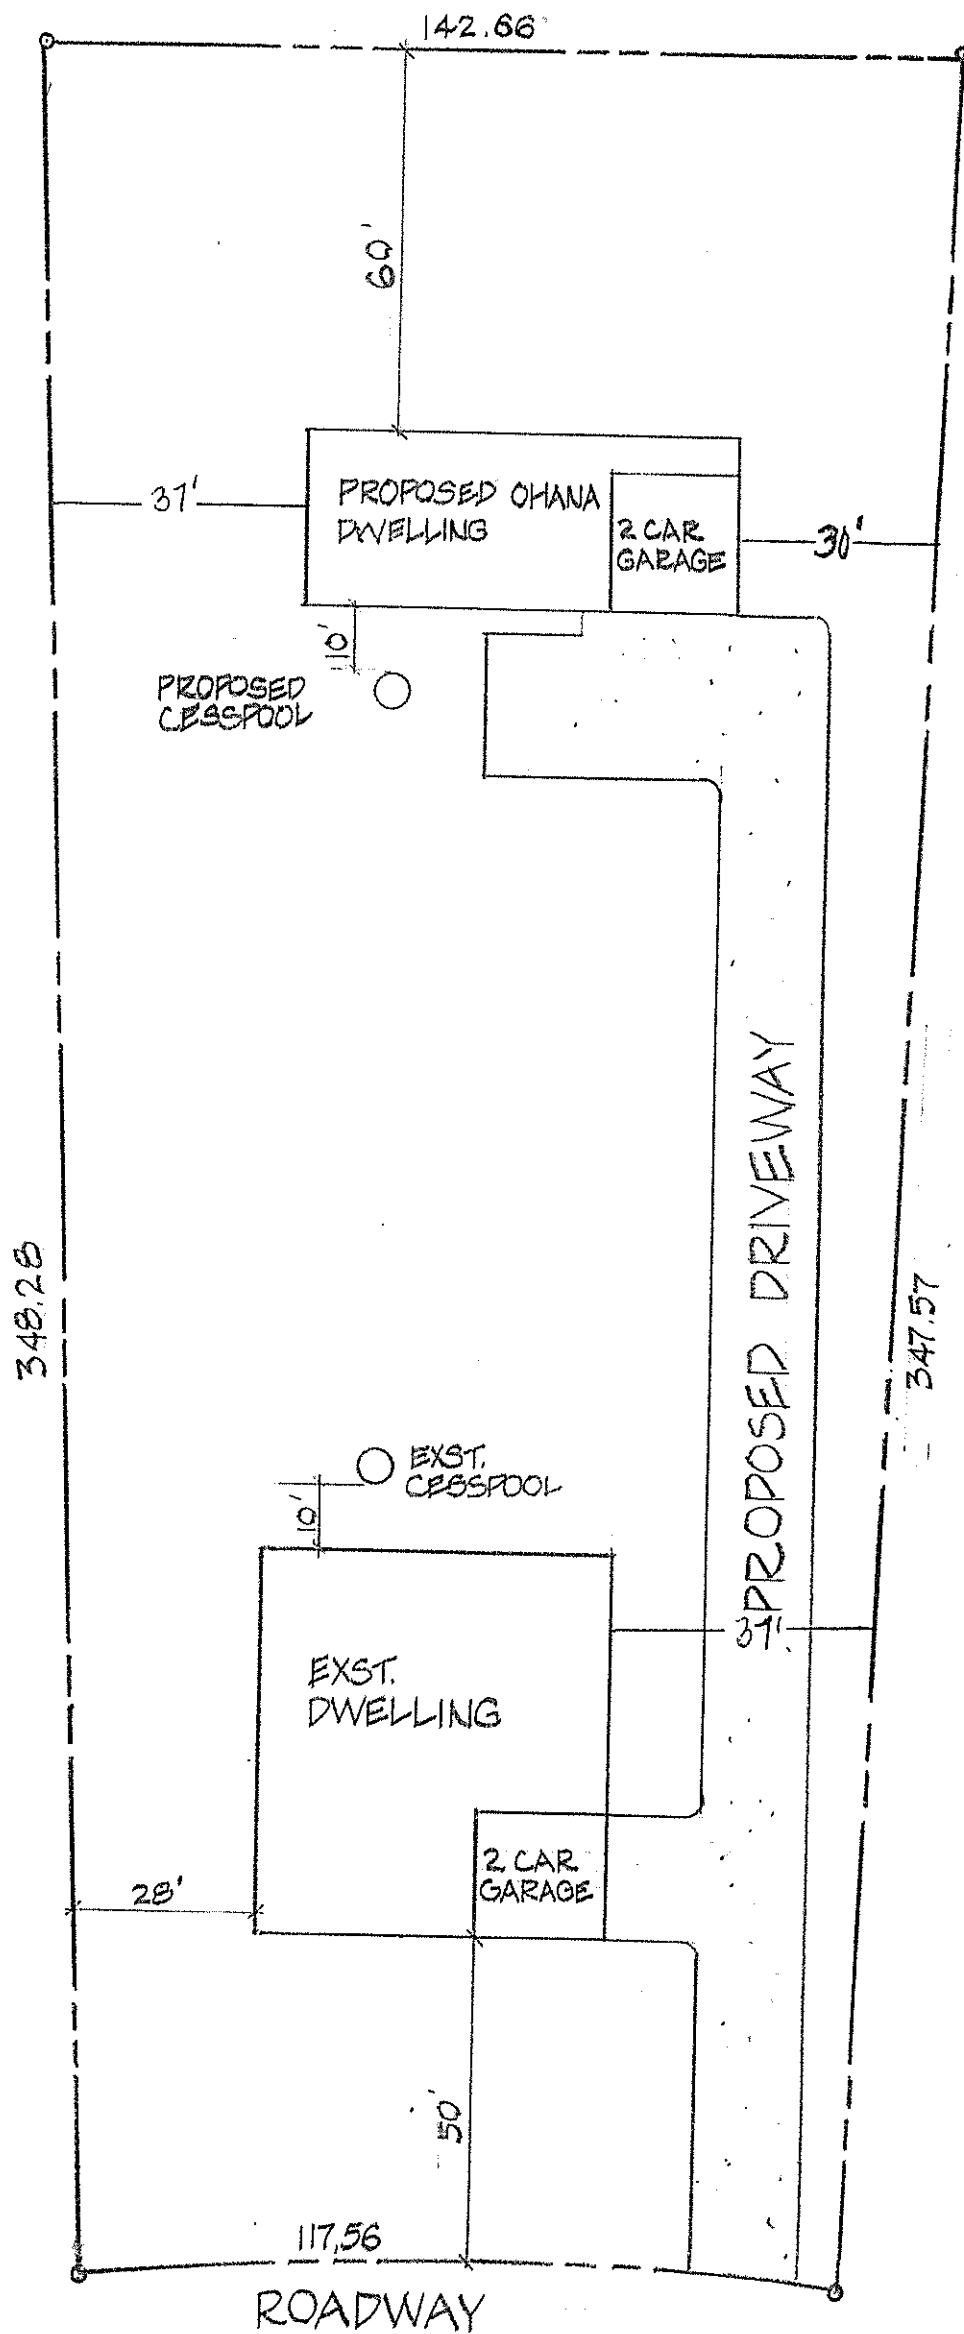 142.66
60'
37'
PROPOSED OHANA
DWELLING
2 CAR
GARAGE
30'
10'
PROPOSED
CESSPOOL
PROPOSED DRIVEWAY
348.28
347.57
EXST.
CESSPOOL
10'
37'
EXST.
DWELLING
2 CAR
GARAGE
28'
50'
117.56
ROADWAY